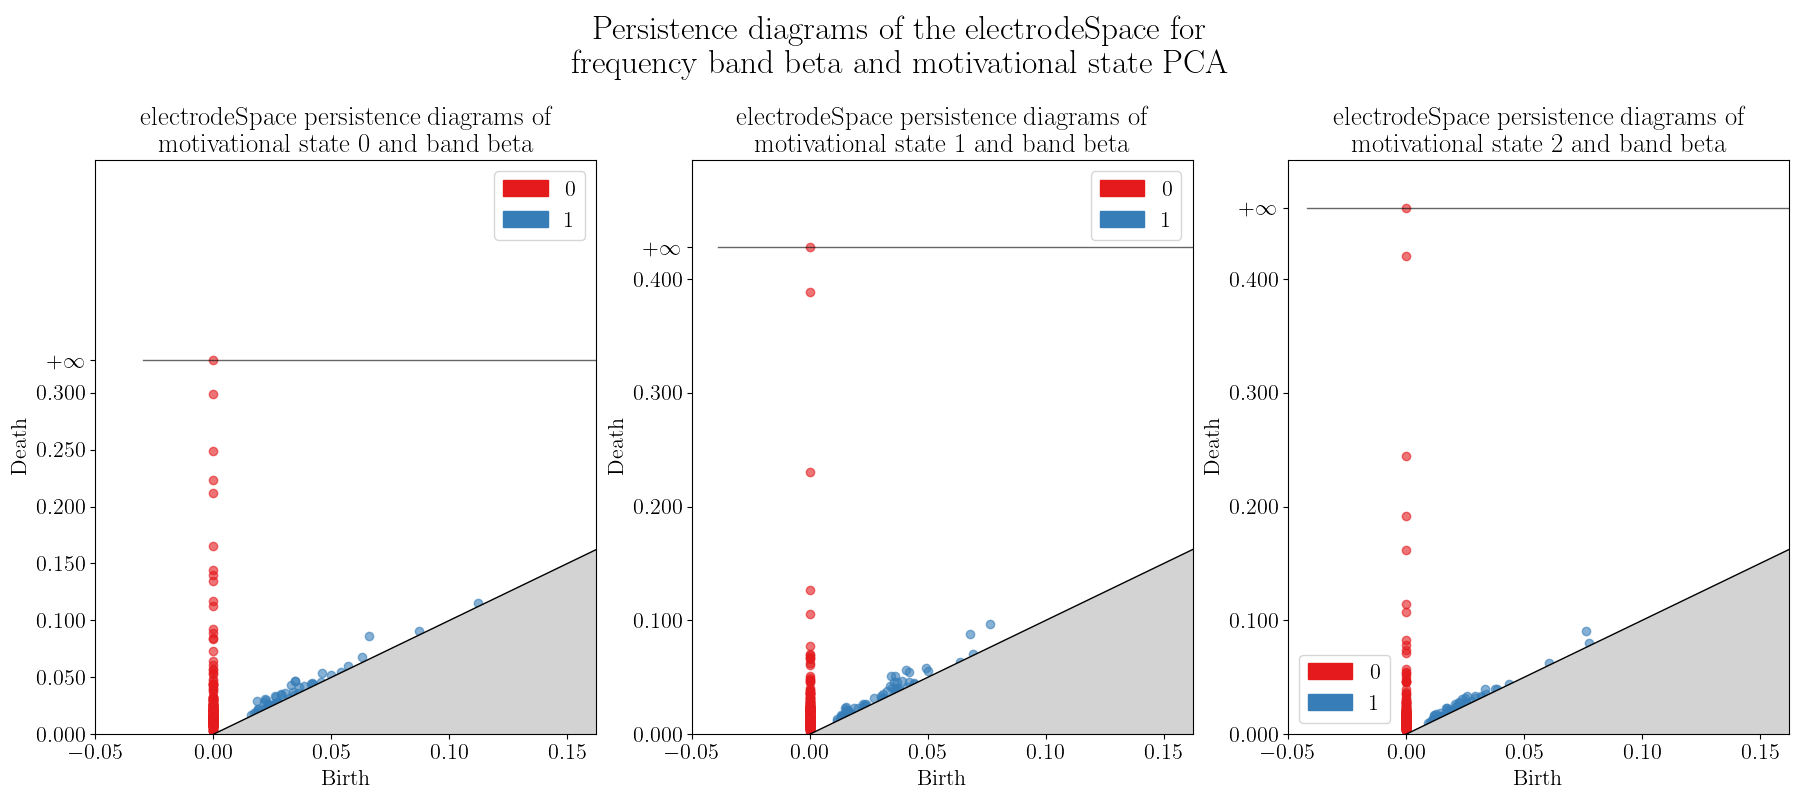 Persistence diagrams of the electrodeSpace for
frequency band beta and motivational state PCA
electrodeSpace persistence diagrams of
motivational state 0 and band beta
0
1
+∞
0.300
0.250
0.200
0.150
0.100
0.050
0.000
Death
−0.05
0.00
0.05
0.10
0.15
Birth
electrodeSpace persistence diagrams of
motivational state 1 and band beta
0
1
+∞
0.400
0.300
0.200
0.100
0.000
Death
−0.05
0.00
0.05
0.10
0.15
Birth
electrodeSpace persistence diagrams of
motivational state 2 and band beta
+∞
0.400
0.300
0.200
0.100
0.000
Death
0
1
−0.05
0.00
0.05
0.10
0.15
Birth